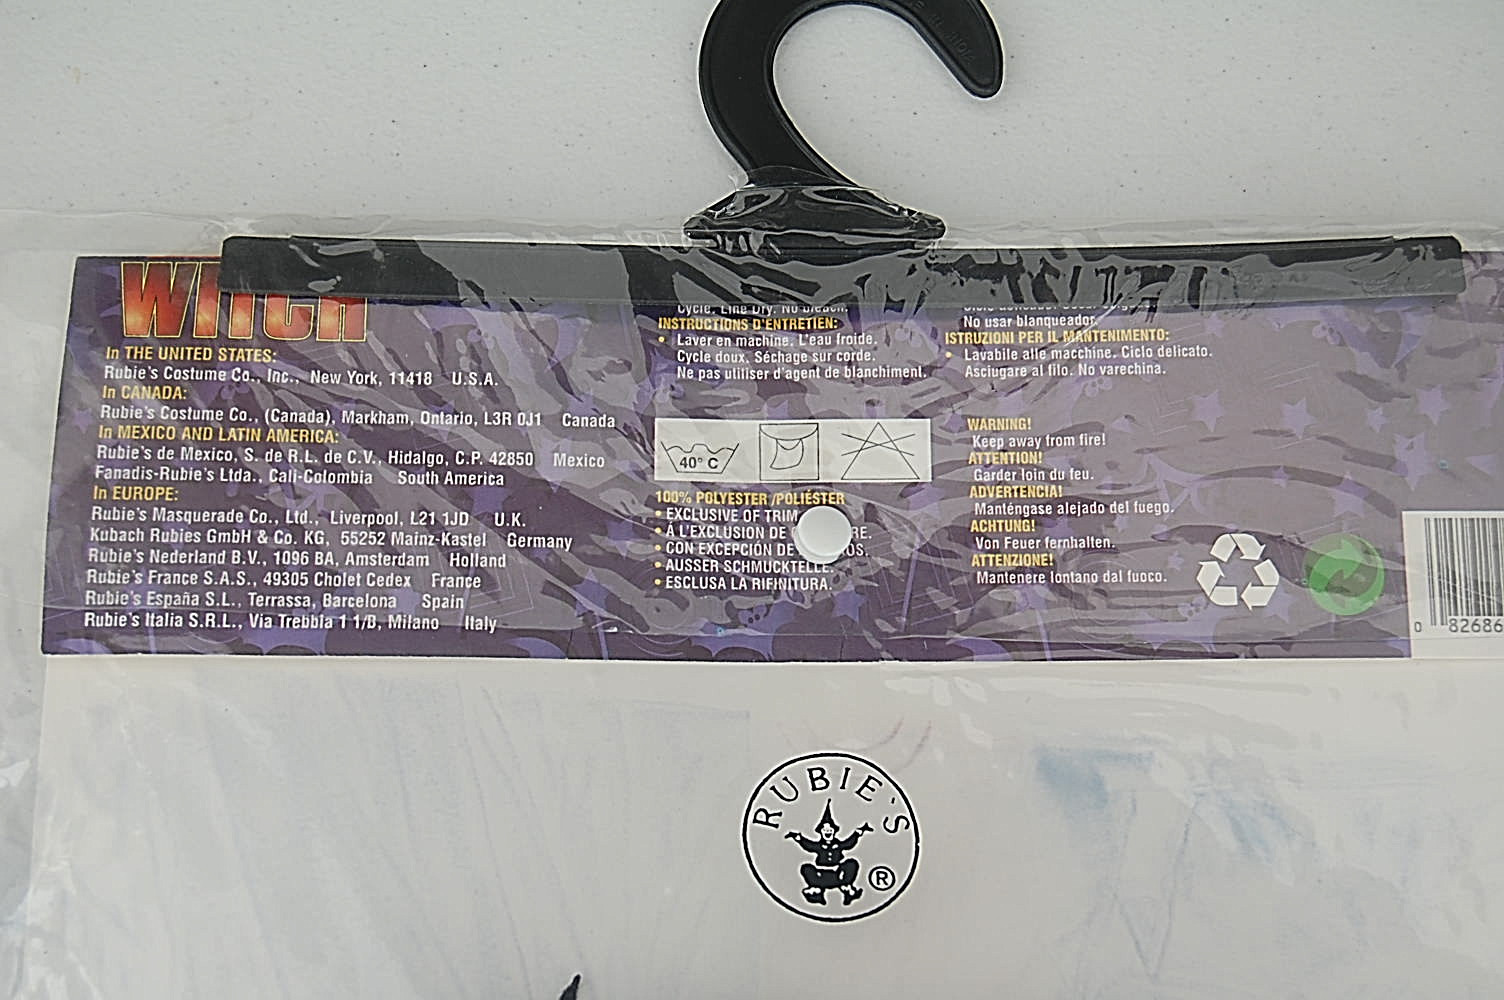 WITCH
In THE UNITED STATES:
Rubie's Costume Co., Inc., New York, 11418 U.S.A.
In CANADA:
Rubie's Costume Co., (Canada), Markham, Ontario, L3R 0J1 Canada
In MEXICO AND LATIN AMERICA:
Rubie's de Mexico, S. de R.L. de C.V., Hidalgo, C.P. 42850 Mexico
Fanadis-Rubie's Ltda., Cali-Colombia South America
In EUROPE:
Rubie's Masquerade Co., Ltd., Liverpool, L21 1JD U.K.
Kubach Rubies GmbH & Co. KG, 55252 Mainz-Kastel Germany
Rubie's Nederland B.V., 1096 BA, Amsterdam Holland
Rubie's France S.A.S., 49305 Cholet Cedex France
Rubie's España S.L., Terrassa, Barcelona Spain
Rubie's Italia S.R.L., Via Trebbia 1 1/B, Milano Italy
Cycle. Line Dry. No bleach.
INSTRUCTIONS D'ENTRETIEN:
• Laver en machine. L'eau froide.
Cycle doux. Séchage sur corde.
Ne pas utiliser d'agent de blanchiment.
40° C
100% POLYESTER /POLIÉSTER
• EXCLUSIVE OF TRIM
• Á L'EXCLUSION DE RE.
• CON EXCEPCIÓN DE OS.
• AUSSER SCHMUCKTEILE.
• ESCLUSA LA RIFINITURA.
No usar blanqueador.
ISTRUZIONI PER IL MANTENIMENTO:
• Lavabile alle macchine. Ciclo delicato.
Asciugare al filo. No varechina.
WARNING!
Keep away from fire!
ATTENTION!
Garder loin du feu.
ADVERTENCIA!
Manténgase alejado del fuego.
ACHTUNG!
Von Feuer fernhalten.
ATTENZIONE!
Mantenere lontano dal fuoco.
0 82686
RUBIE'S
®